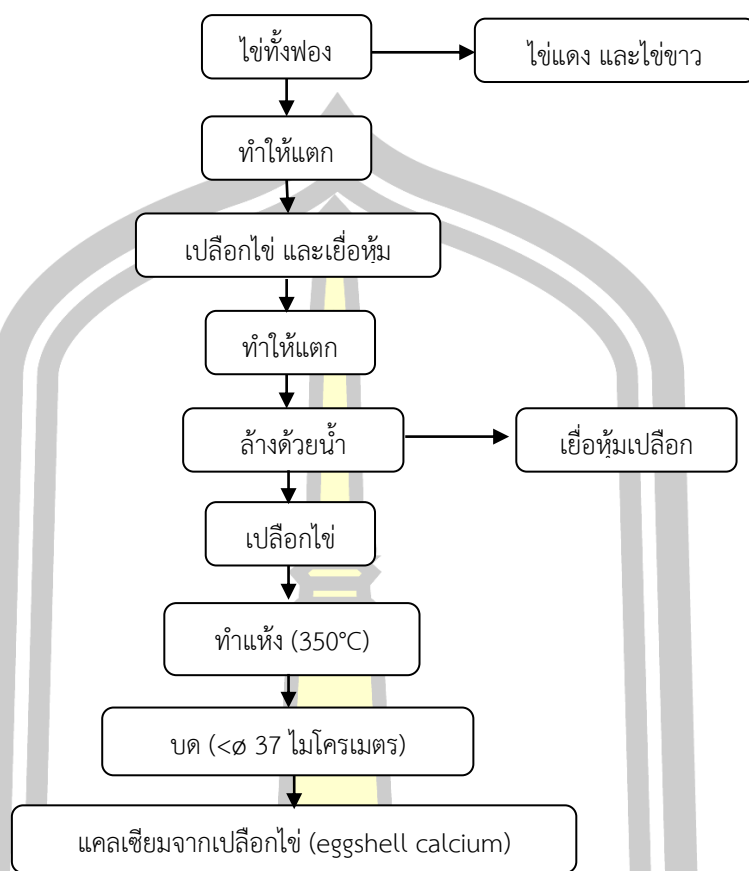 ไข่ทั้งฟอง
ไข่แดง และไข่ขาว
ทำให้แตก
เปลือกไข่ และเยื่อหุ้ม
ทำให้แตก
ล้างด้วยน้ำ
เยื่อหุ้มเปลือก
เปลือกไข่
ทำแห้ง (350°C)
บด (<ø 37 ไมโครเมตร)
แคลเซียมจากเปลือกไข่ (eggshell calcium)